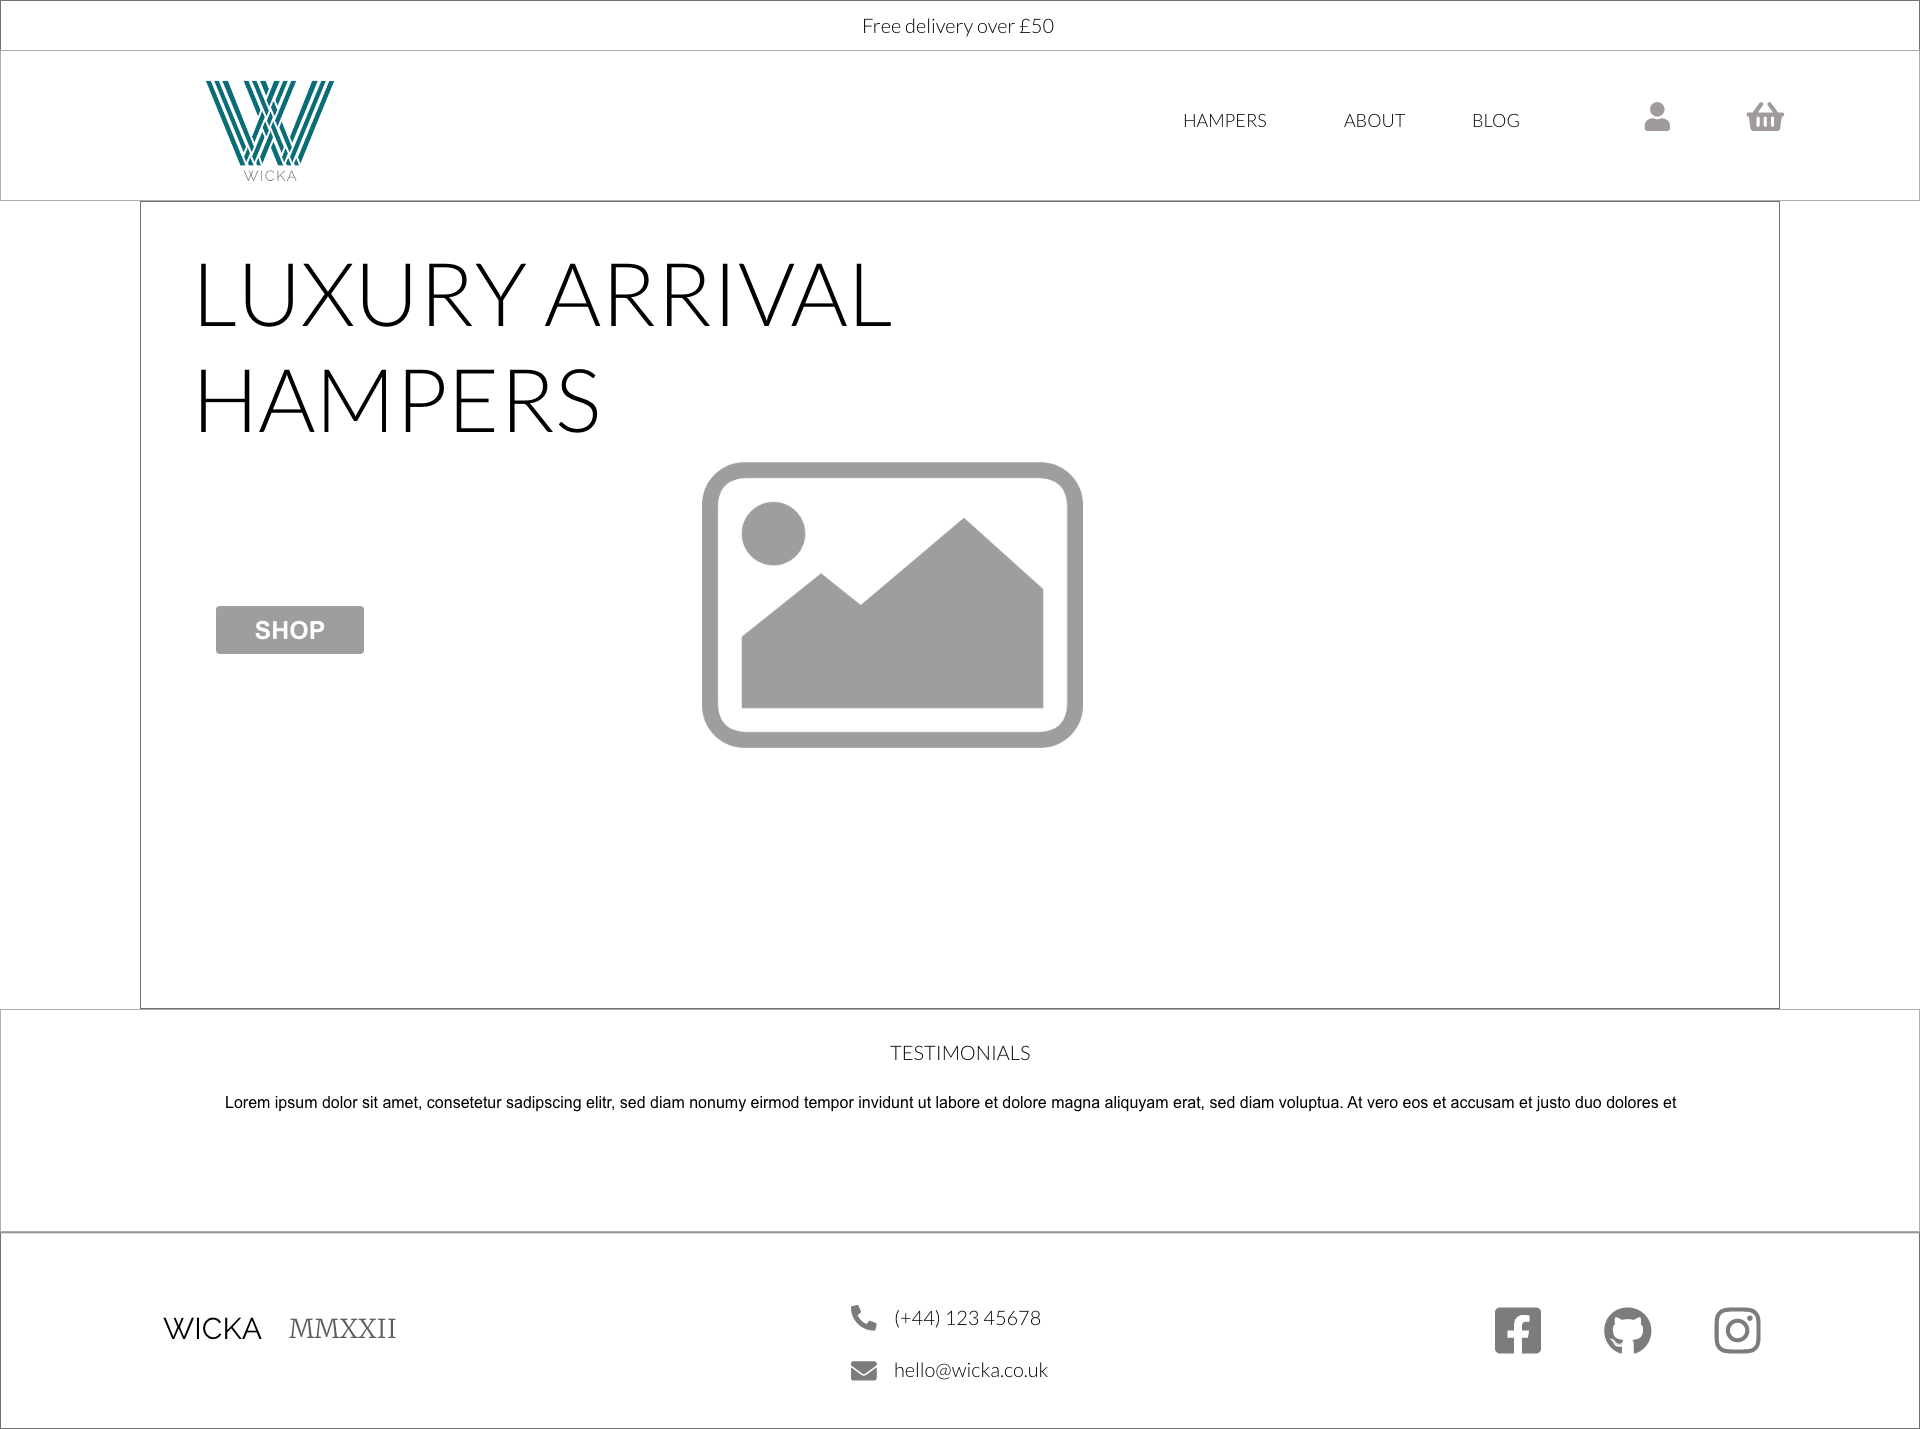 Free delivery over £50
WICKA
HAMPERS ABOUT BLOG
LUXURY ARRIVAL
HAMPERS
SHOP
TESTIMONIALS
Lorem ipsum dolor sit amet, consetetur sadipscing elitr, sed diam nonumy eirmod tempor invidunt ut labore et dolore magna aliquyam erat, sed diam voluptua. At vero eos et accusam et justo duo dolores et
WICKA MMXXII
(+44) 123 45678
hello@wicka.co.uk